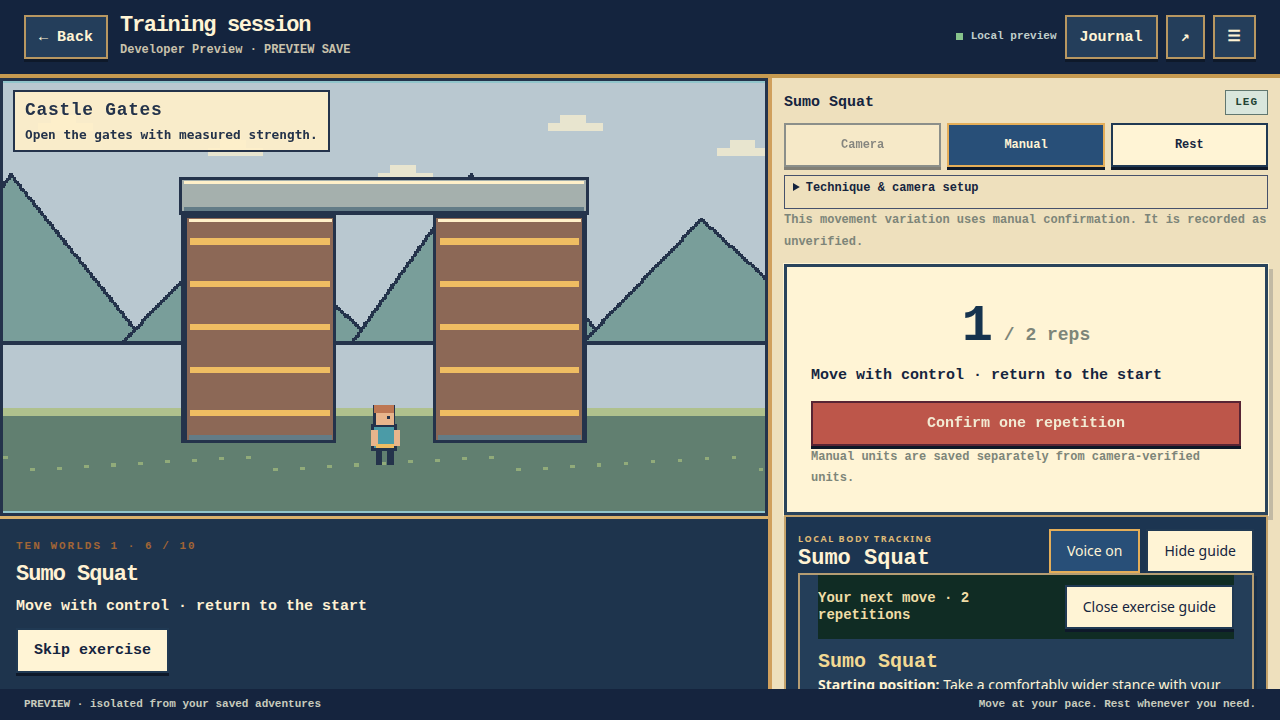 ← Back
Training session
Developer Preview · PREVIEW SAVE
Local preview
Journal
↗
☰
Castle Gates
Open the gates with measured strength.
Sumo Squat
LEG
Camera
Manual
Rest
▶ Technique & camera setup
This movement variation uses manual confirmation. It is recorded as
unverified.
1 / 2 reps
Move with control · return to the start
Confirm one repetition
Manual units are saved separately from camera-verified
units.
TEN WORLDS 1 · 6 / 10
Sumo Squat
Move with control · return to the start
Skip exercise
LOCAL BODY TRACKING
Sumo Squat
Voice on
Hide guide
Your next move · 2
repetitions
Close exercise guide
Sumo Squat
Starting position: Take a comfortably wider stance with your
PREVIEW · isolated from your saved adventures
Move at your pace. Rest whenever you need.